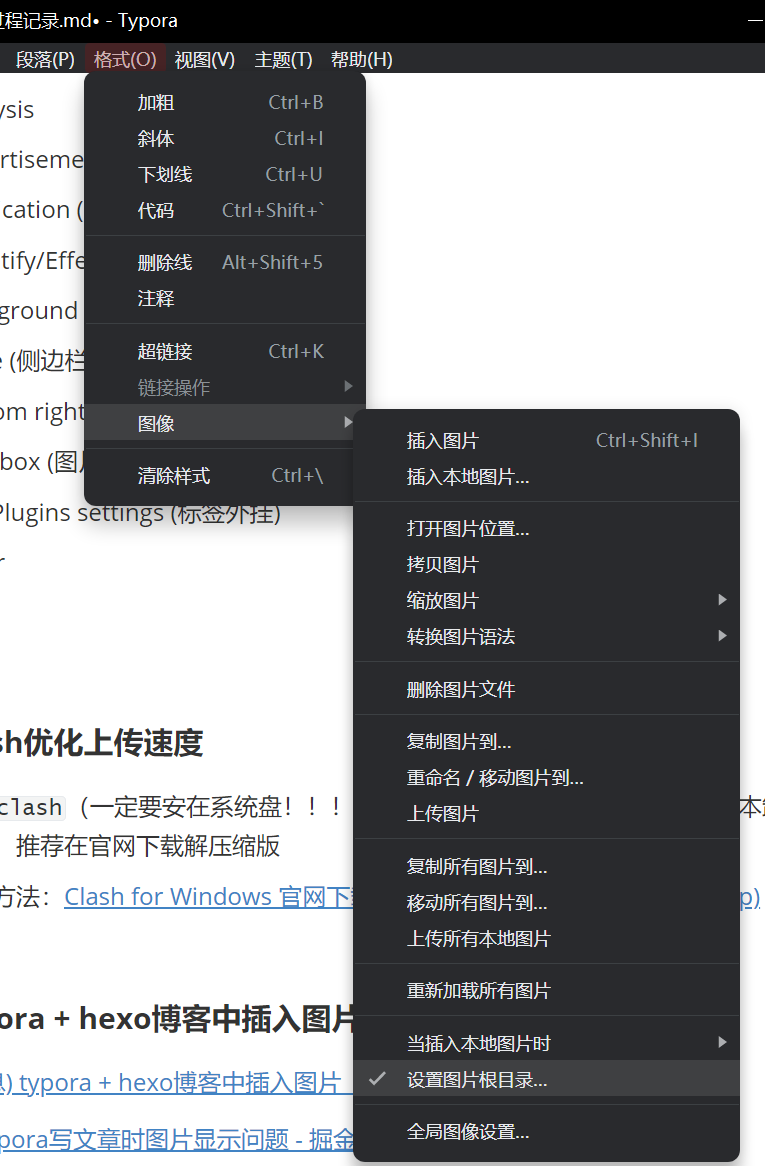 过程记录.md• - Typora
段落(P) 格式(O) 视图(V) 主题(T) 帮助(H)
ysis
加粗 Ctrl+B
斜体 Ctrl+I
rtiseme
下划线 Ctrl+U
cation (
代码 Ctrl+Shift+`
tify/Effe
删除线 Alt+Shift+5
注释
ground
超链接 Ctrl+K
e (侧边栏
链接操作
om right
图像
插入图片 Ctrl+Shift+I
box (图片
清除样式 Ctrl+\
插入本地图片...
Plugins settings (标签外挂)
打开图片位置...
r
拷贝图片
缩放图片
转换图片语法
删除图片文件
sh优化上传速度
复制图片到...
重命名 / 移动图片到...
clash（一定要安在系统盘！！！
上传图片
推荐在官网下载解压缩版
复制所有图片到...
方法：Clash for Windows 官网下载
p)
移动所有图片到...
上传所有本地图片
重新加载所有图片
pora + hexo博客中插入图片
当插入本地图片时
设置图片根目录...
) typora + hexo博客中插入图片
全局图像设置...
pora写文章时图片显示问题 - 掘金